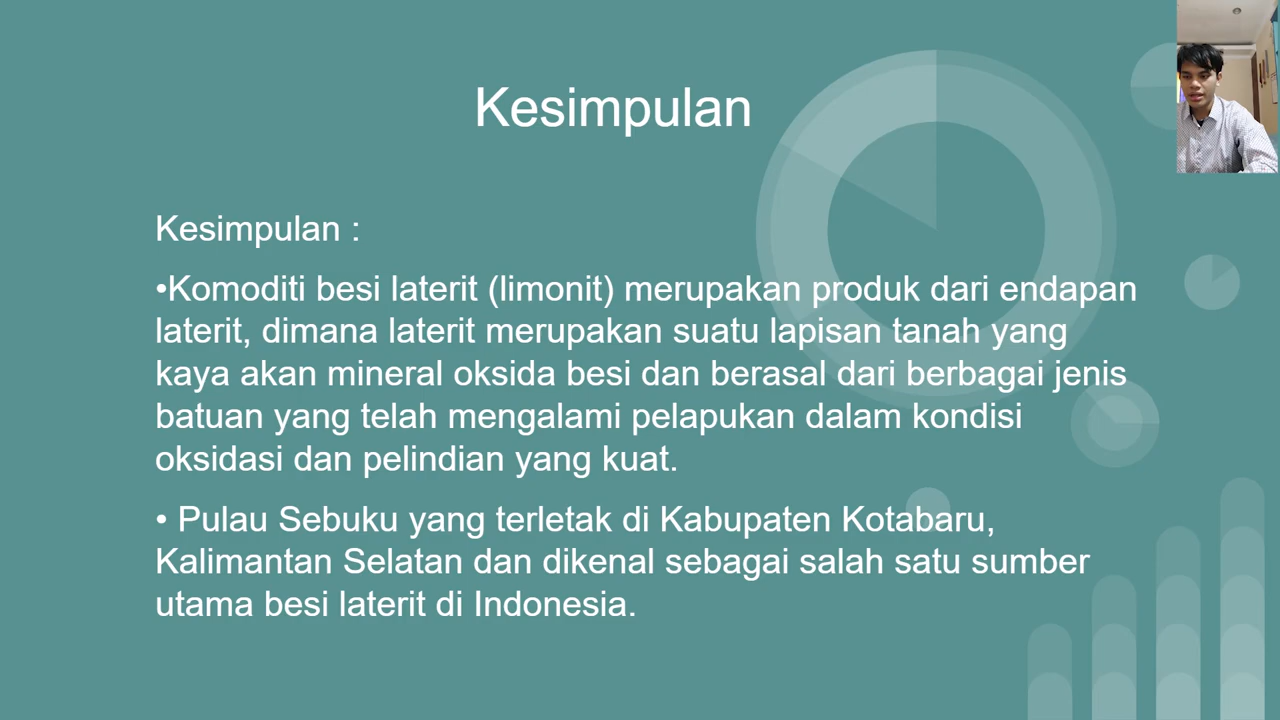 Kesimpulan
Kesimpulan :
•Komoditi besi laterit (limonit) merupakan produk dari endapan
laterit, dimana laterit merupakan suatu lapisan tanah yang
kaya akan mineral oksida besi dan berasal dari berbagai jenis
batuan yang telah mengalami pelapukan dalam kondisi
oksidasi dan pelindian yang kuat.
• Pulau Sebuku yang terletak di Kabupaten Kotabaru,
Kalimantan Selatan dan dikenal sebagai salah satu sumber
utama besi laterit di Indonesia.